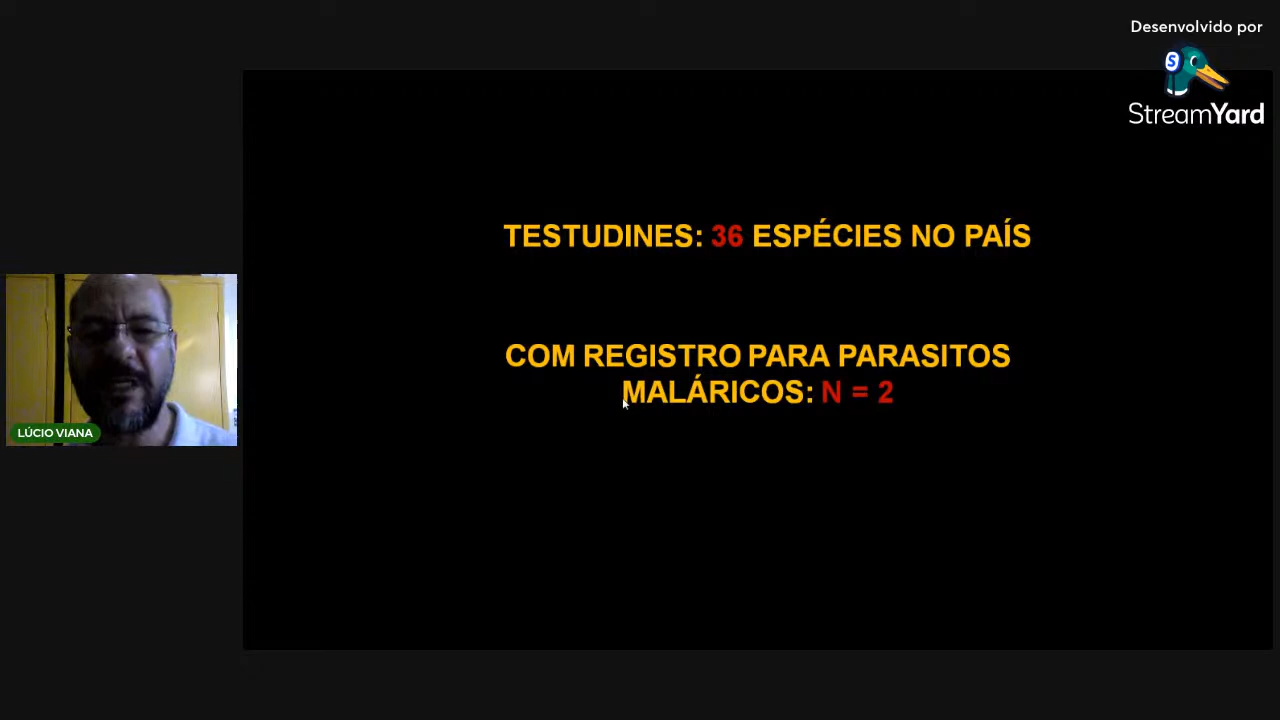 Desenvolvido por
StreamYard
TESTUDINES: 36 ESPÉCIES NO PAÍS
COM REGISTRO PARA PARASITOS
MALÁRICOS: N = 2
LÚCIO VIANA